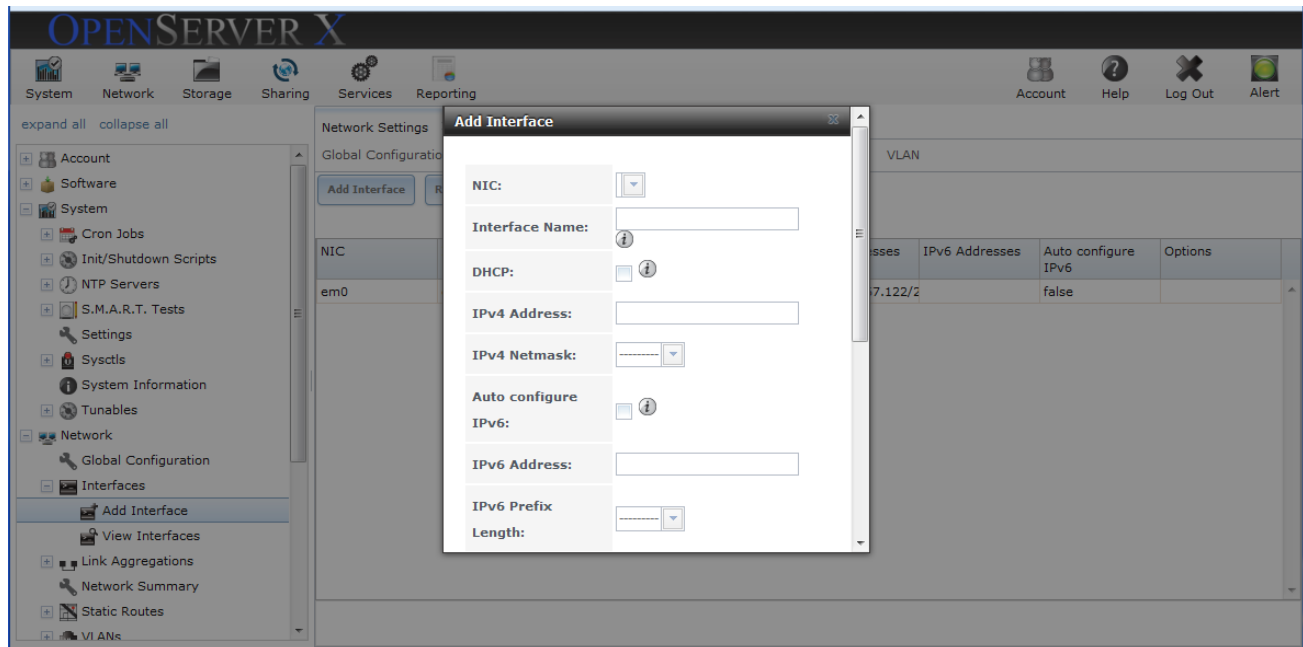 OPENSERVER X
System Network Storage Sharing Services Reporting Account Help Log Out Alert
expand all collapse all
Account
Software
System
Cron Jobs
Init/Shutdown Scripts
NTP Servers
S.M.A.R.T. Tests
Settings
Sysctls
System Information
Tunables
Network
Global Configuration
Interfaces
Add Interface
View Interfaces
Link Aggregations
Network Summary
Static Routes
VLANs
Network Settings
Global Configuratio VLAN
Add Interface R
NIC esses IPv6 Addresses Auto configure Options
IPv6
em0 57.122/2 false
Add Interface
NIC:
Interface Name:
DHCP:
IPv4 Address:
IPv4 Netmask: ---------
Auto configure
IPv6:
IPv6 Address:
IPv6 Prefix
Length: ---------